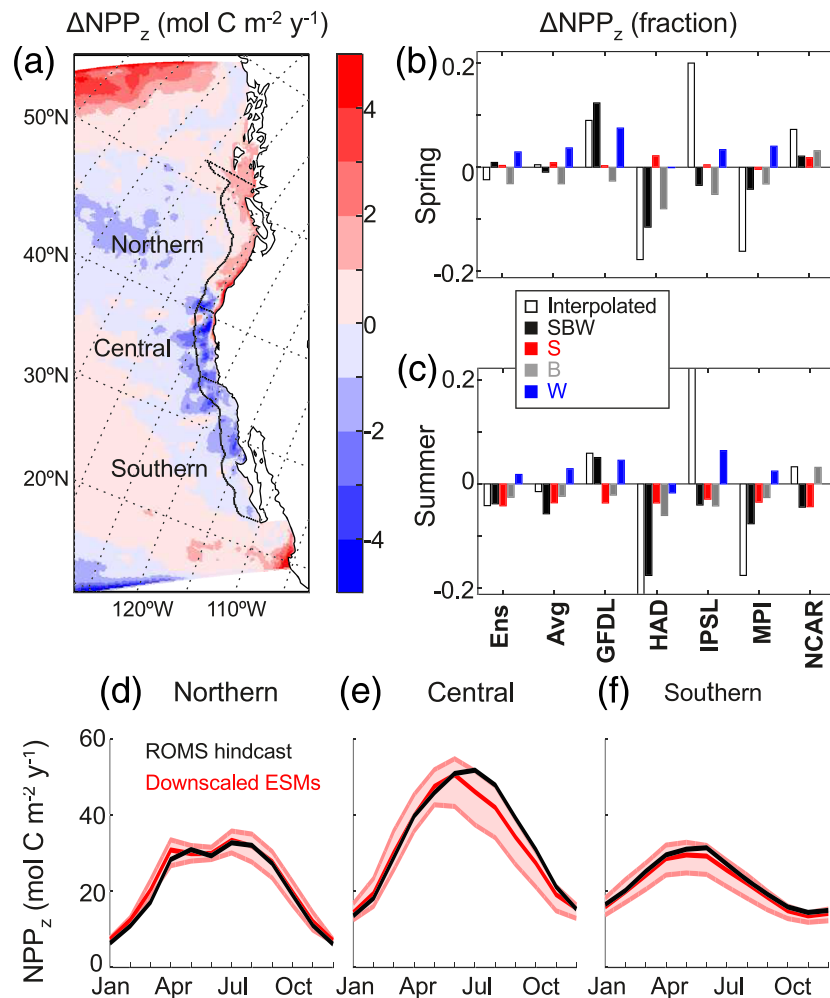 ΔNPPz (mol C m-2 y-1)
ΔNPPz (fraction)
(a)
50ºN
40ºN
30ºN
20ºN
Northern
Central
Southern
120ºW
110ºW
4
2
0
-2
-4
(b)
0.2
0
-0.2
Spring
Interpolated
SBW
S
B
W
(c)
0.2
0
-0.2
Summer
Ens
Avg
GFDL
HAD
IPSL
MPI
NCAR
(d) Northern
(e) Central
(f) Southern
ROMS hindcast
Downscaled ESMs
NPPz (mol C m-2 y-1)
60
40
20
0
Jan Apr Jul Oct
Jan Apr Jul Oct
Jan Apr Jul Oct